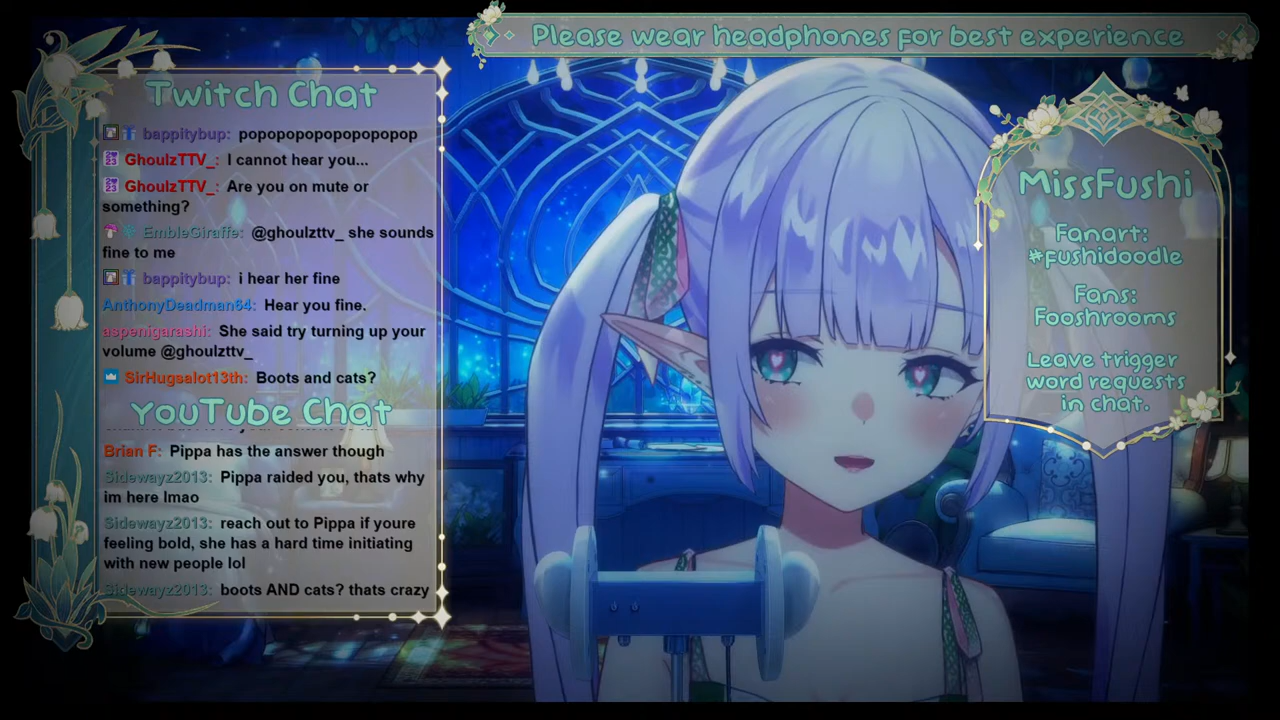 Please wear headphones for best experience
Twitch Chat
bappitybup: popopopopopopopopop
GhoulzTTV_: I cannot hear you...
GhoulzTTV_: Are you on mute or
something?
EmbleGiraffe: @ghoulzttv_ she sounds
fine to me
bappitybup: i hear her fine
AnthonyDeadman64: Hear you fine.
aspenigarashi: She said try turning up your
volume @ghoulzttv_
SirHugsalot13th: Boots and cats?
YouTube Chat
Brian F: Pippa has the answer though
Sidewayz2013: Pippa raided you, thats why
im here lmao
Sidewayz2013: reach out to Pippa if youre
feeling bold, she has a hard time initiating
with new people lol
Sidewayz2013: boots AND cats? thats crazy
MissFushi
Fanart:
#fushidoodle
Fans:
Fooshrooms
Leave trigger
word requests
in chat.